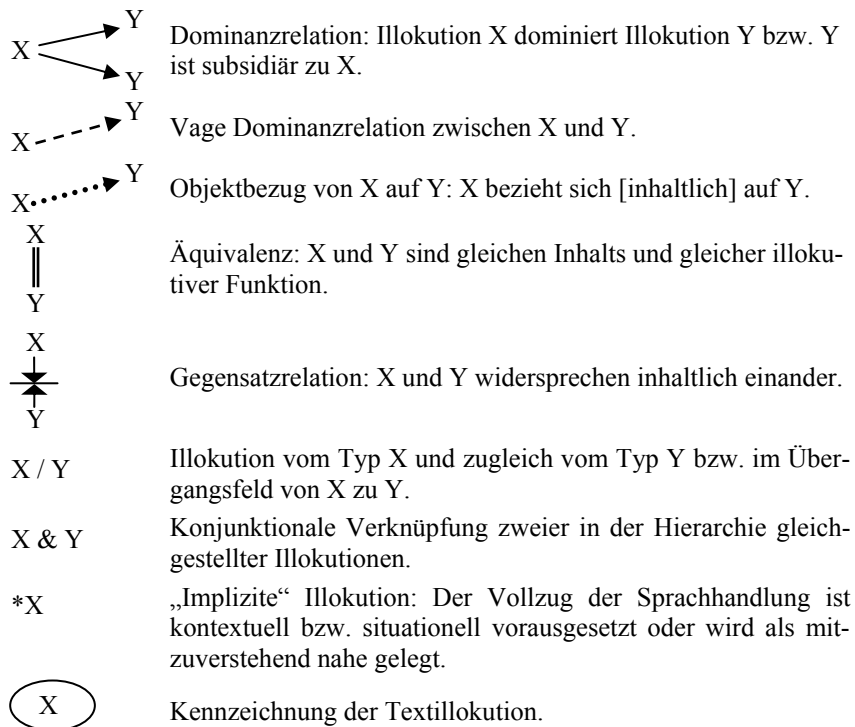 Y
X
Y
Dominanzrelation: Illokution X dominiert Illokution Y bzw. Y
ist subsidiär zu X.
Y
X
Vage Dominanzrelation zwischen X und Y.
Y
X
Objektbezug von X auf Y: X bezieht sich [inhaltlich] auf Y.
X
Y
Äquivalenz: X und Y sind gleichen Inhalts und gleicher illoku-
tiver Funktion.
X
Y
Gegensatzrelation: X und Y widersprechen inhaltlich einander.
X / Y
Illokution vom Typ X und zugleich vom Typ Y bzw. im Über-
gangsfeld von X zu Y.
X & Y
Konjunktionale Verknüpfung zweier in der Hierarchie gleich-
gestellter Illokutionen.
*X
„Implizite“ Illokution: Der Vollzug der Sprachhandlung ist
kontextuell bzw. situationell vorausgesetzt oder wird als mit-
zuverstehend nahe gelegt.
X
Kennzeichnung der Textillokution.